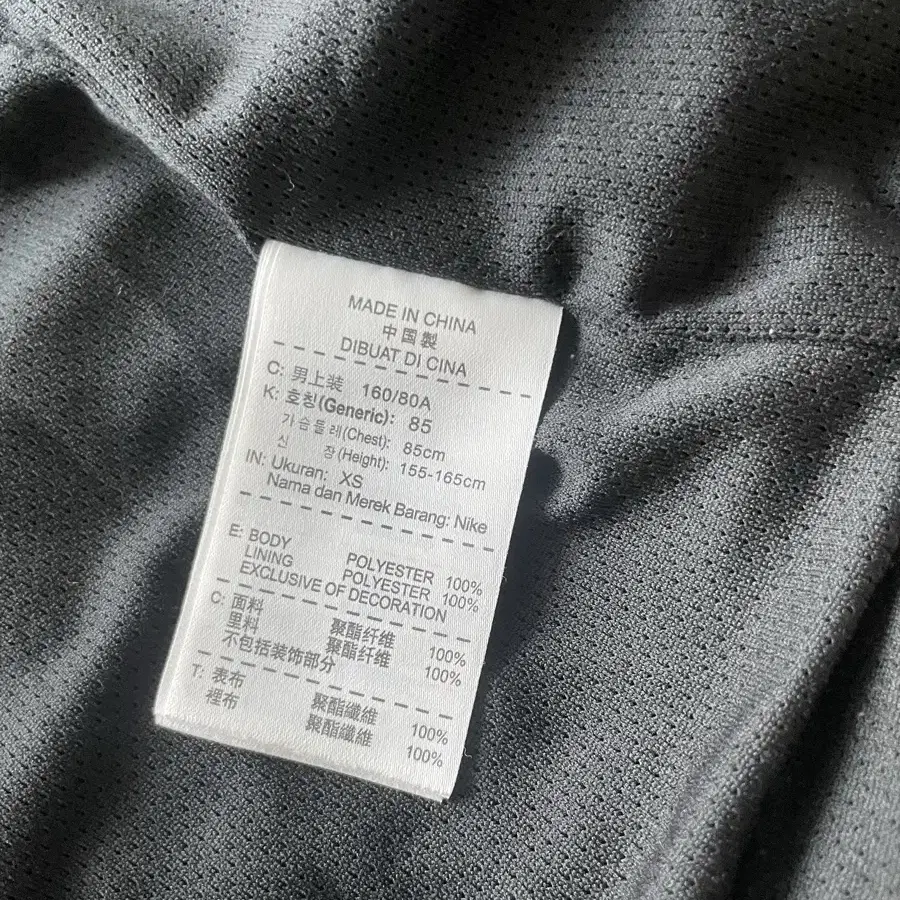 MADE IN CHINA
中国製
DIBUAT DI CINA
C: 男上装 160/80A
K: 호칭(Generic): 85
가슴둘레(Chest): 85cm
신 장(Height): 155-165cm
IN: Ukuran: XS
Nama dan Merek Barang: Nike
E: BODY POLYESTER 100%
LINING POLYESTER 100%
EXCLUSIVE OF DECORATION
C: 面料 聚酯纤维 100%
里料 聚酯纤维 100%
不包括装饰部分
T: 表布 聚酯纖維 100%
裡布 聚酯纖維 100%